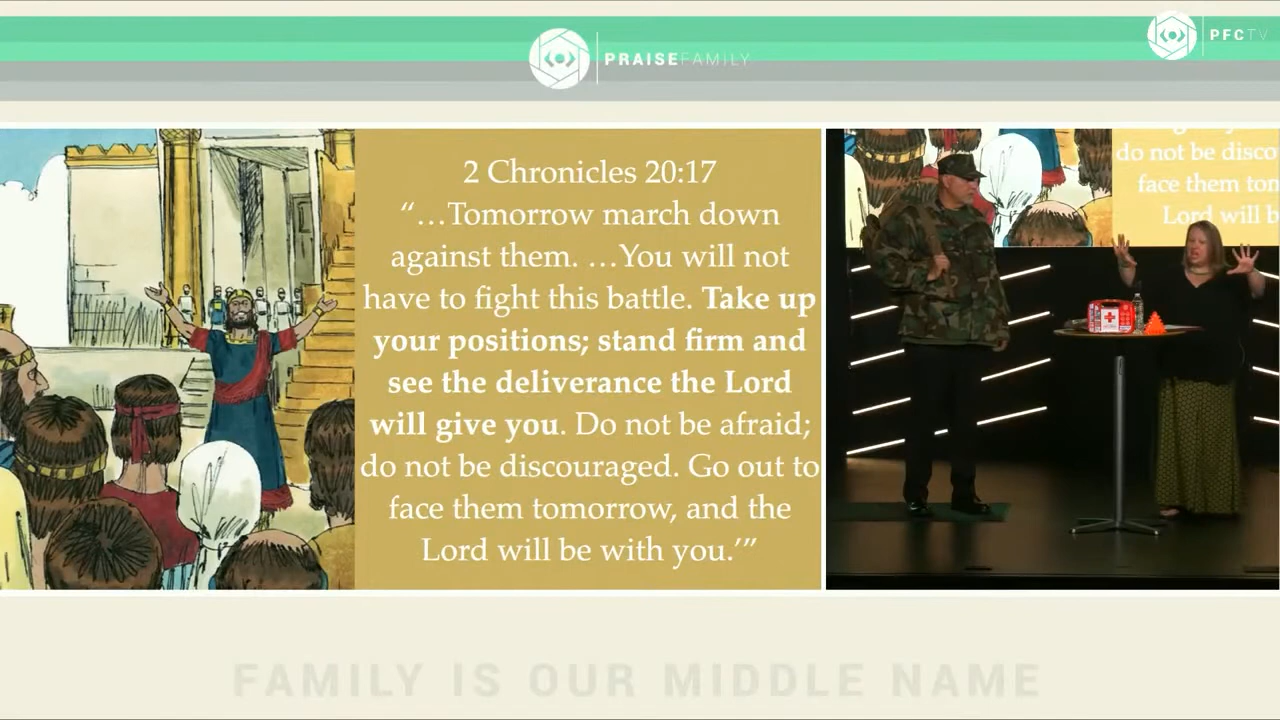 PRAISEFAMILY
PFCTV
2 Chronicles 20:17
“…Tomorrow march down
against them. …You will not
have to fight this battle. Take up
your positions; stand firm and
see the deliverance the Lord
will give you. Do not be afraid;
do not be discouraged. Go out to
face them tomorrow, and the
Lord will be with you.’”
do not be disco
face them ton
Lord will b
FAMILY IS OUR MIDDLE NAME